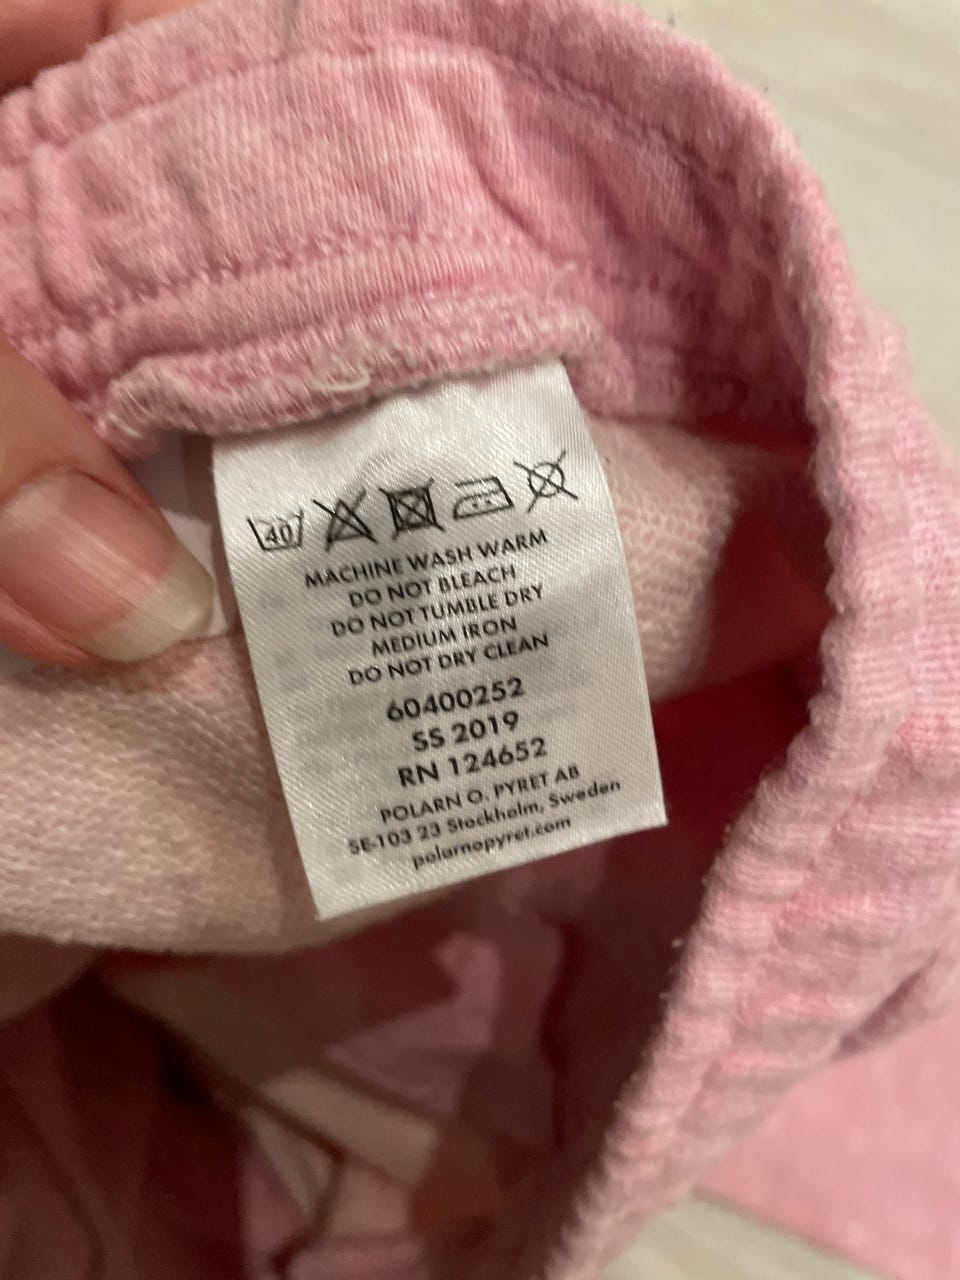 40
MACHINE WASH WARM
DO NOT BLEACH
DO NOT TUMBLE DRY
MEDIUM IRON
DO NOT DRY CLEAN
60400252
SS 2019
RN 124652
POLARN O. PYRET AB
SE-103 23 Stockholm, Sweden
polarnopyret.com